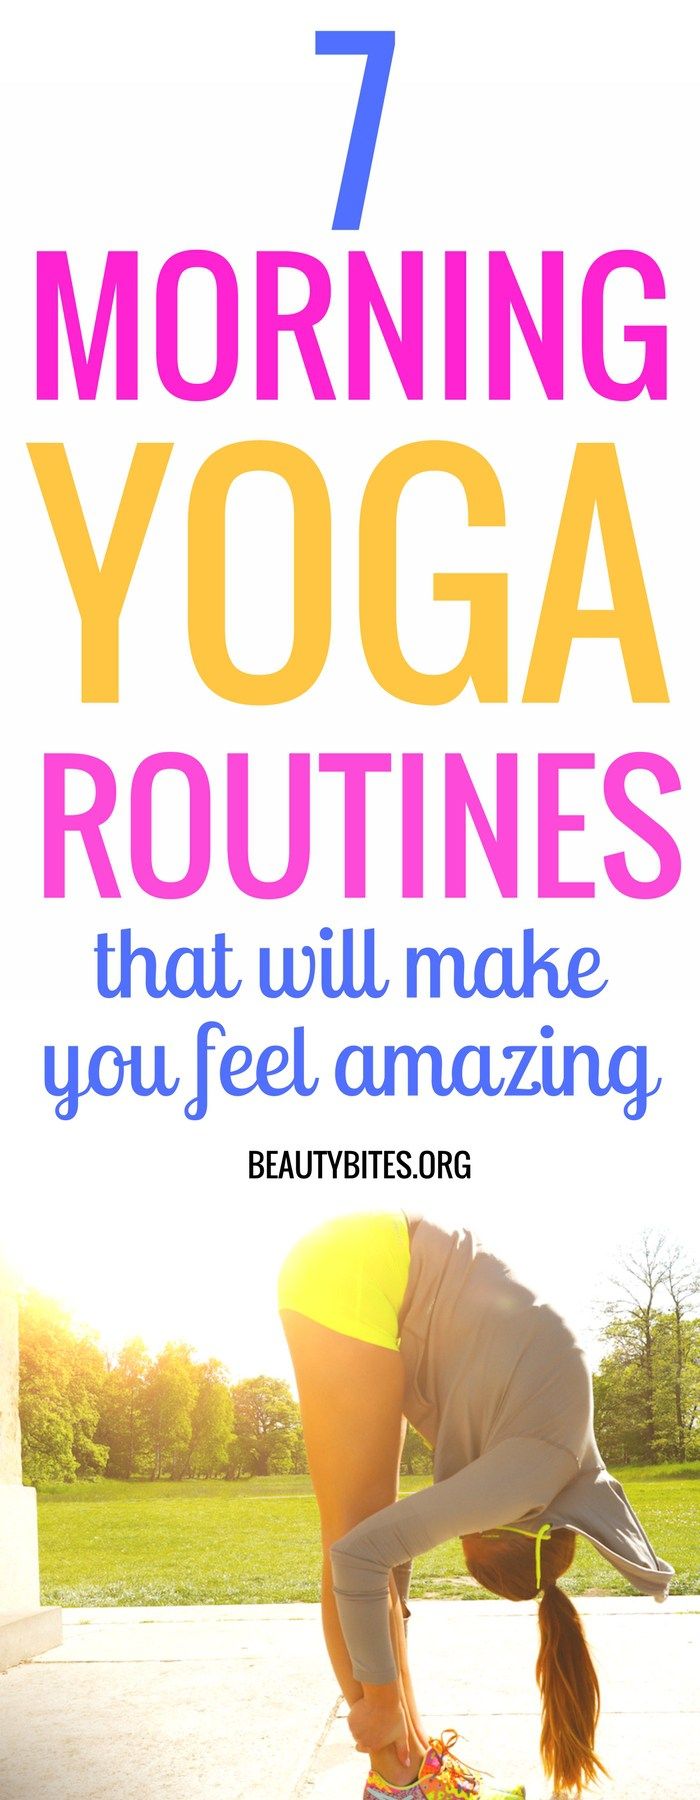 7
MORNING
YOGA
ROUTINES
that will make
you feel amazing
BEAUTYBITES.ORG